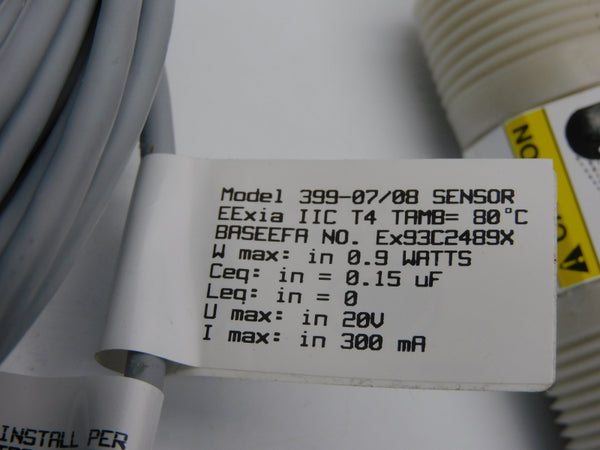 Model 399-07/08 SENSOR
EExia IIC T4 TAMB= 80°C
BASEEFA NO. Ex93C2489X
W max: in 0.9 WATTS
Ceq: in = 0.15 uF
Leq: in = 0
U max: in 20V
I max: in 300 mA
INSTALL PER